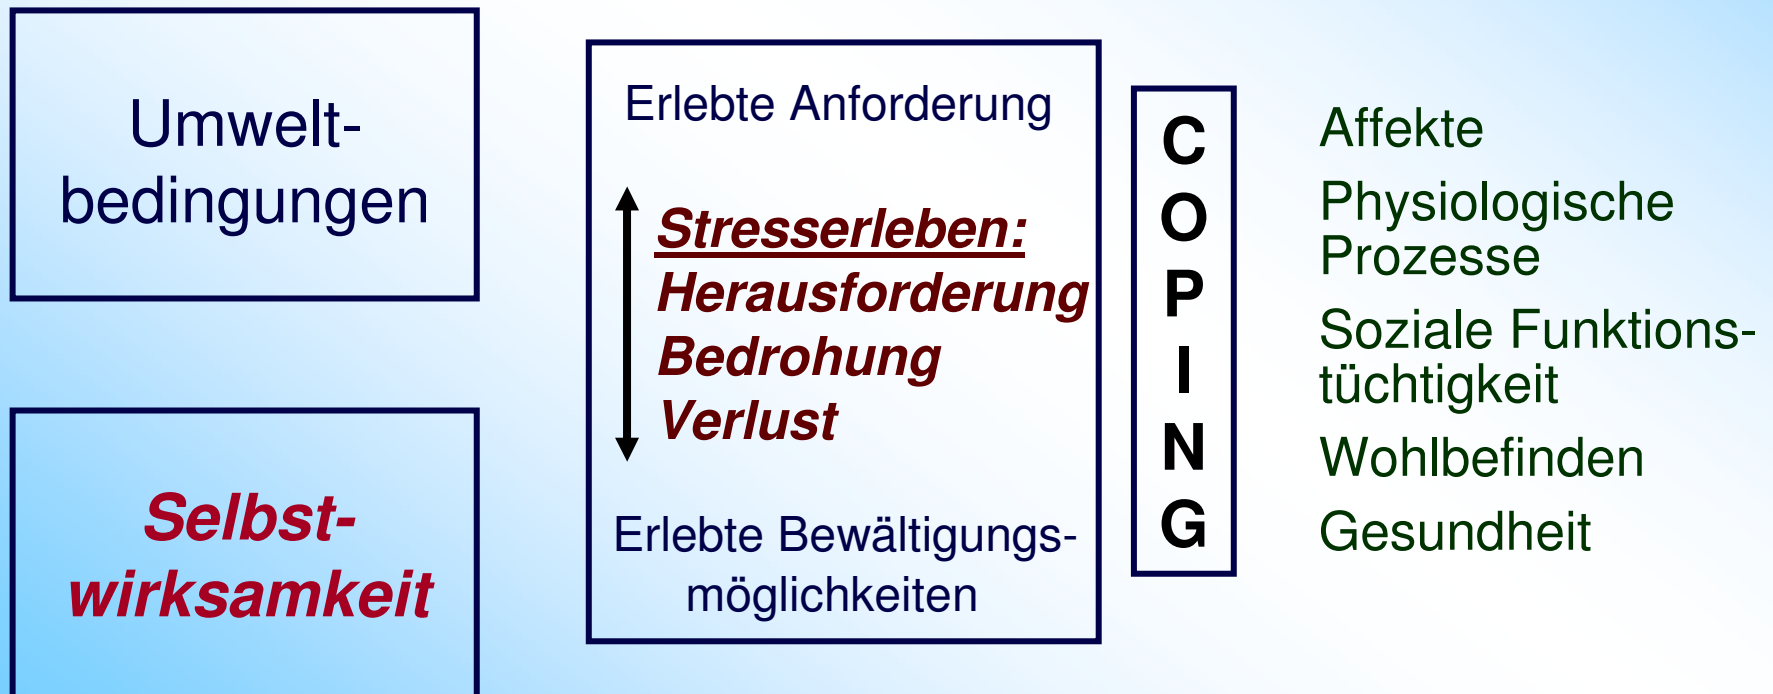 Umwelt-
bedingungen
Selbst-
wirksamkeit
Erlebte Anforderung
Stresserleben:
Herausforderung
Bedrohung
Verlust
Erlebte Bewältigungs-
möglichkeiten
C
O
P
I
N
G
Affekte
Physiologische
Prozesse
Soziale Funktions-
tüchtigkeit
Wohlbefinden
Gesundheit